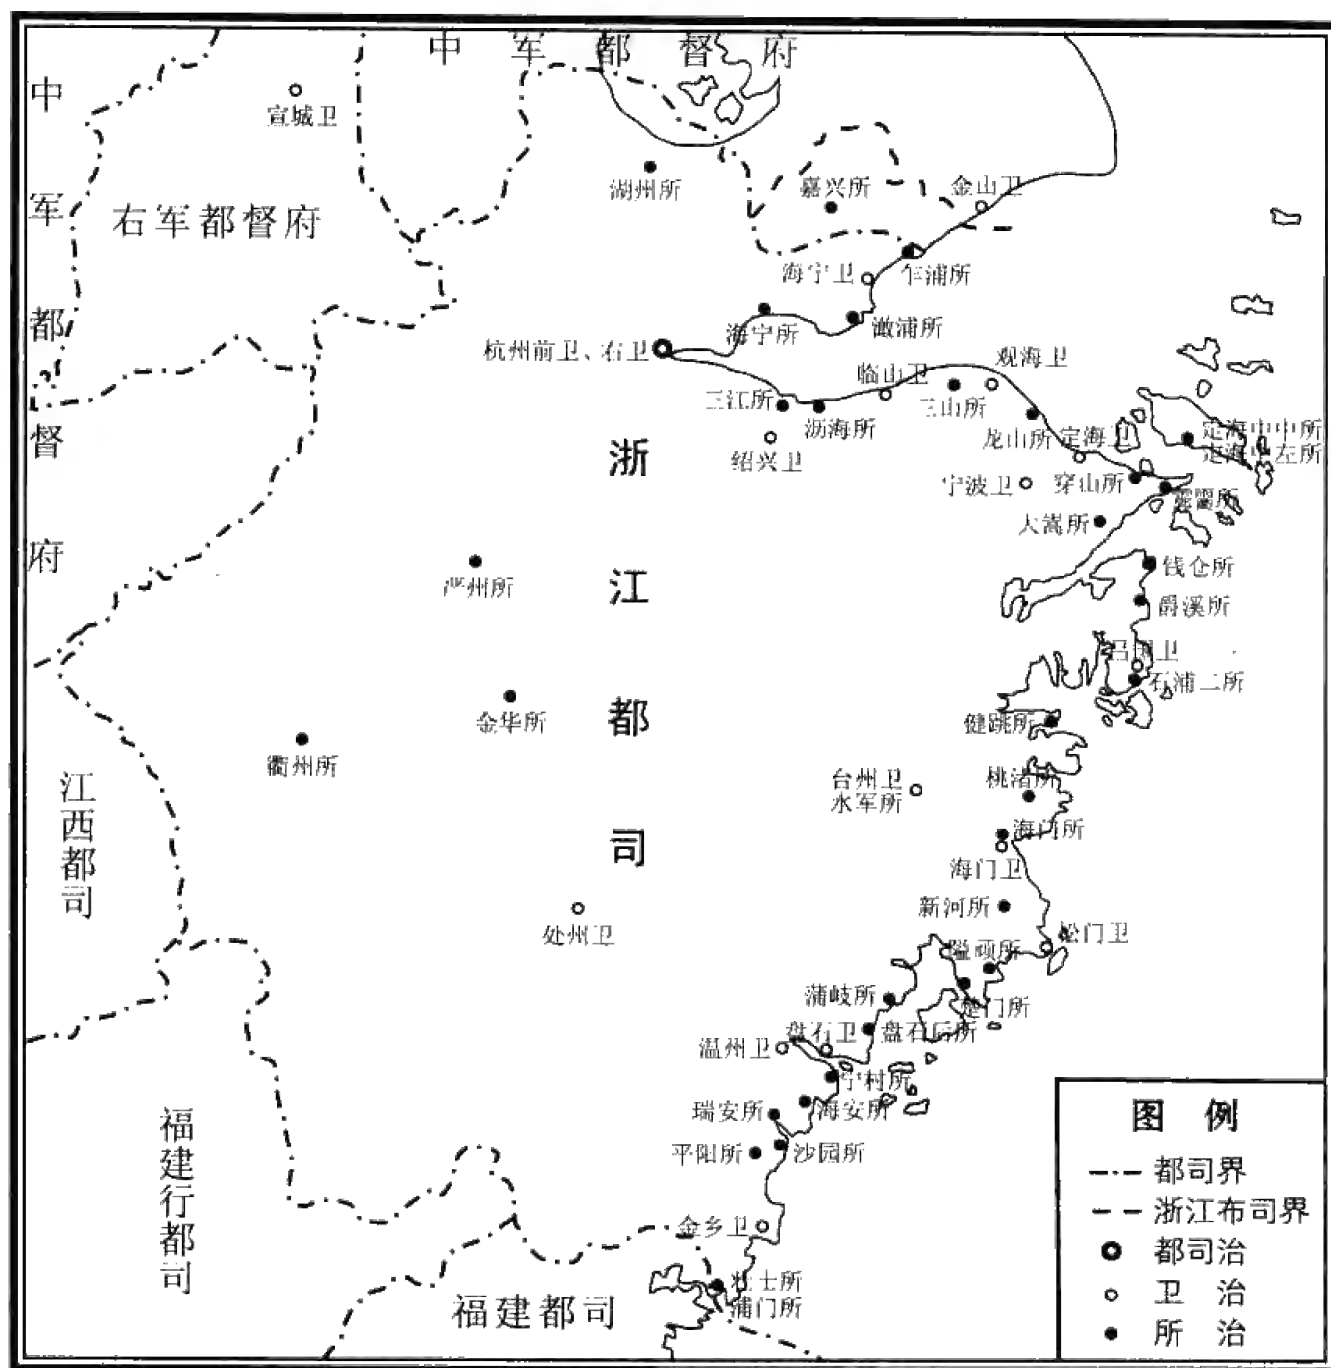 中军都督府
中军都督府
宣城卫
右军都督府
湖州所
嘉兴所
金山卫
海宁卫
乍浦所
海宁所
澉浦所
杭州前卫、右卫
三江所
沥海所
临山卫
三山所
观海卫
龙山所
定海卫
定海中中所
定海中左所
绍兴卫
宁波卫
穿山所
大嵩所
浙江都司
严州所
钱仓所
爵溪所
石浦二所
金华所
衢州所
健跳所
桃渚所
台州卫
水军所
海门所
海门卫
江西都司
新河所
松门卫
处州卫
隘顽所
楚门所
蒲岐所
盘石卫
盘石后所
温州卫
宁村所
瑞安所
海安所
平阳所
沙园所
金乡卫
壮士所
蒲门所
福建行都司
福建都司
图 例
都司界
浙江布司界
都司治
卫 治
所 治